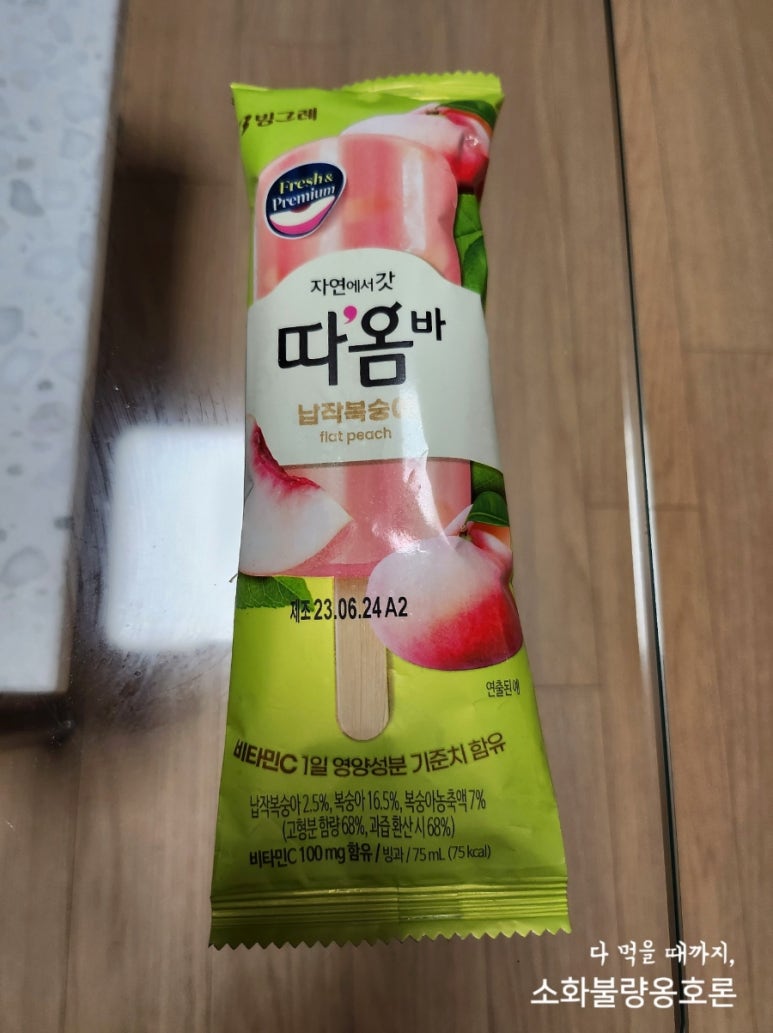 빙그레
Fresh &
Premium
자연에서 갓
따옴바
납작복숭
flat peach
제조 23.06.24 A2
연출된 예
비타민C 1일 영양성분 기준치 함유
납작복숭아 2.5%, 복숭아 16.5%, 복숭아농축액 7%
(고형분 함량 68%, 과즙 환산 시 68%)
비타민C 100 mg 함유 / 빙과 / 75 mL (75 kcal)
다 먹을 때까지,
소화불량옹호론